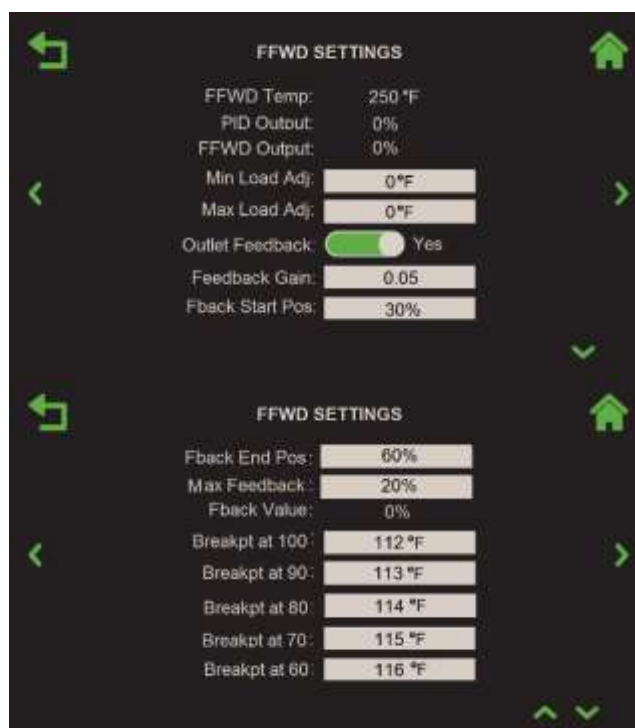 FFWD SETTINGS
FFWD Temp: 250 °F
PID Output: 0%
FFWD Output: 0%
Min Load Adj: 0°F
Max Load Adj: 0°F
Outlet Feedback: Yes
Feedback Gain: 0.05
Fback Start Pos: 30%
FFWD SETTINGS
Fback End Pos: 60%
Max Feedback: 20%
Fback Value: 0%
Breakpt at 100: 112 °F
Breakpt at 90: 113 °F
Breakpt at 80: 114 °F
Breakpt at 70: 115 °F
Breakpt at 60: 116 °F